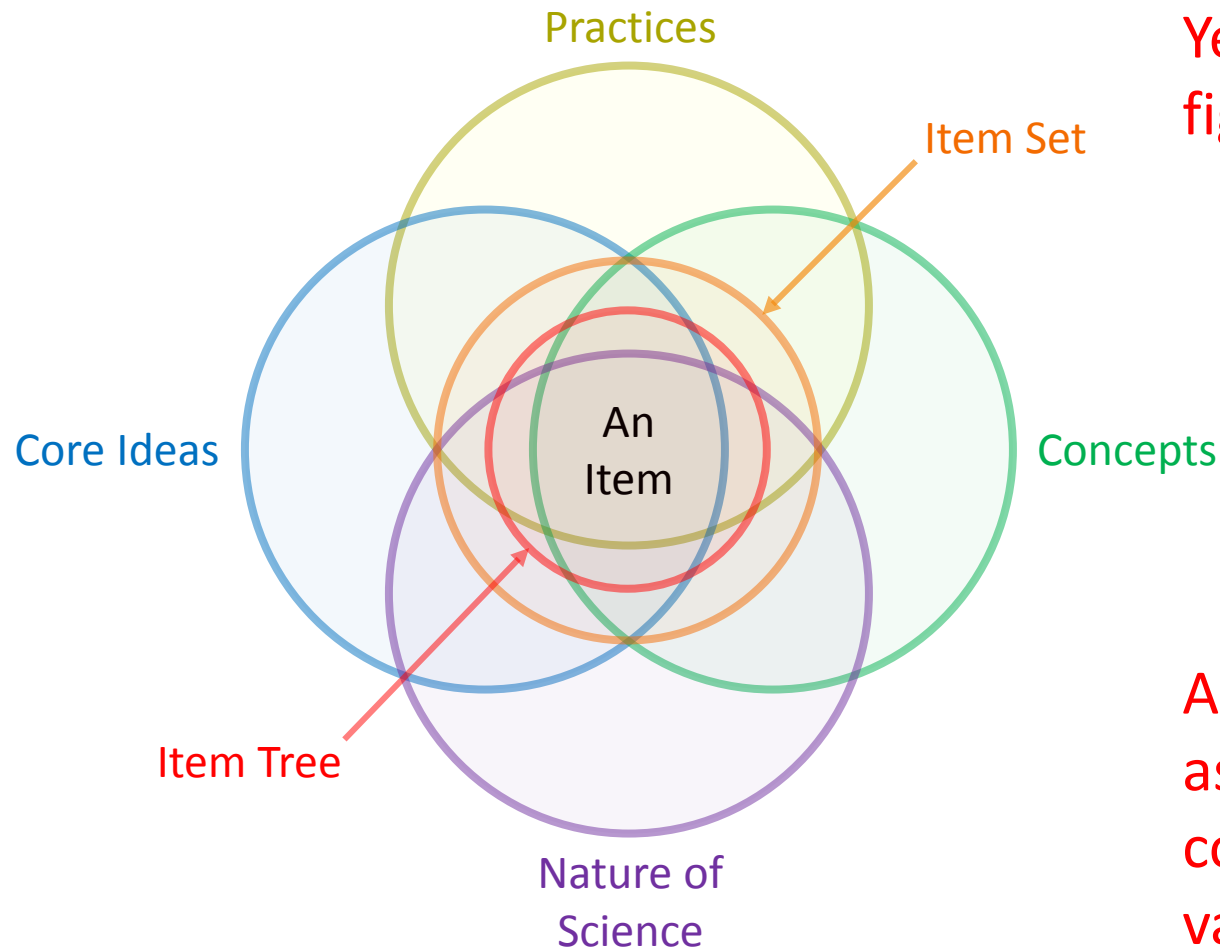 Practices
Item Set
Core Ideas
An
Item
Concepts
Item Tree
Nature of
Science